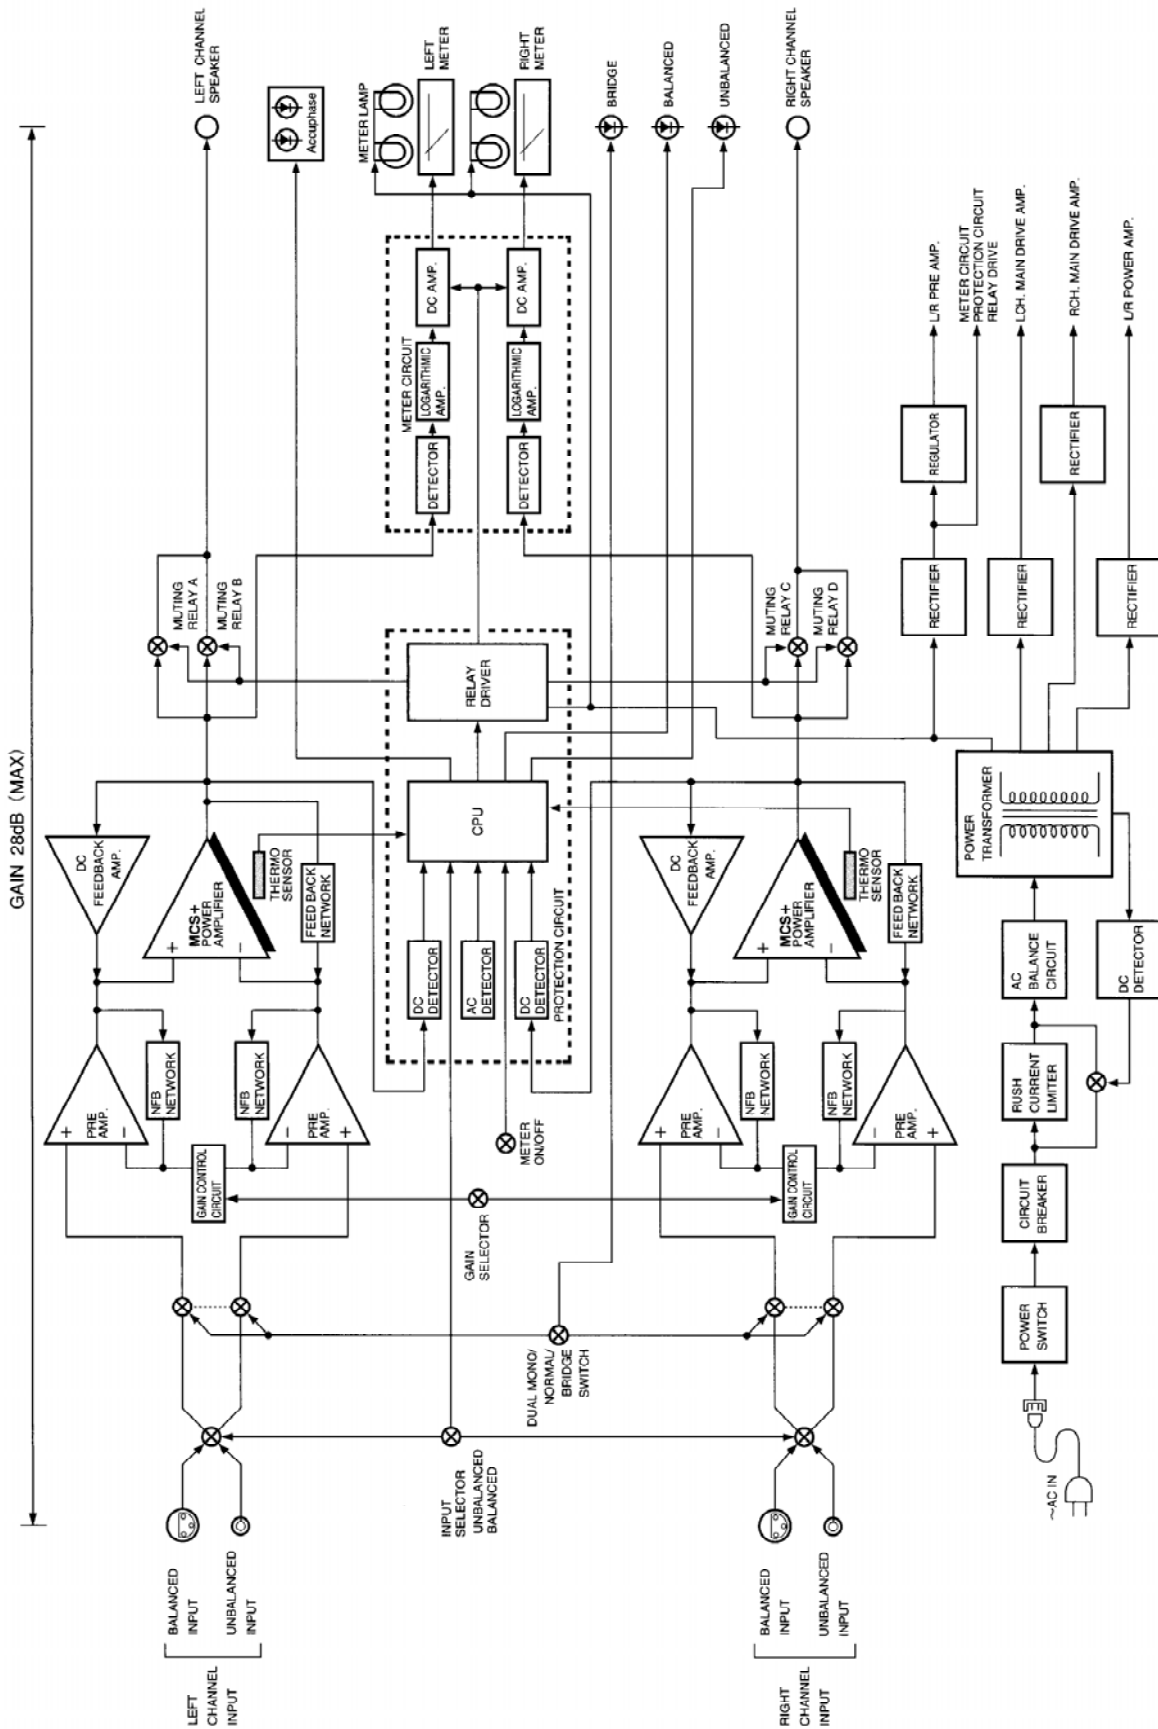 GAIN 28dB (MAX)
LEFT
CHANNEL
INPUT
BALANCED
INPUT
UNBALANCED
INPUT
GAIN CONTROL
CIRCUIT
+
PRE
AMP.
−
NFB
NETWORK
NFB
NETWORK
−
PRE
AMP.
+
DC
FEEDBACK
AMP.
+
MCS+
POWER
AMPLIFIER
−
THERMO
SENSOR
FEED BACK
NETWORK
MUTING
RELAY A
MUTING
RELAY B
LEFT CHANNEL
SPEAKER
Accuphase
INPUT
SELECTOR
UNBALANCED
BALANCED
GAIN
SELECTOR
DUAL MONO/
NORMAL/
BRIDGE
SWITCH
METER
ON/OFF
DC
DETECTOR
AC
DETECTOR
DC
DETECTOR
PROTECTION CIRCUIT
CPU
RELAY
DRIVER
METER CIRCUIT
DETECTOR
LOGARITHMIC
AMP.
DC AMP.
DETECTOR
LOGARITHMIC
AMP.
DC AMP.
METER LAMP
LEFT
METER
RIGHT
METER
BRIDGE
BALANCED
UNBALANCED
RIGHT
CHANNEL
INPUT
BALANCED
INPUT
UNBALANCED
INPUT
GAIN CONTROL
CIRCUIT
+
PRE
AMP.
−
NFB
NETWORK
NFB
NETWORK
−
PRE
AMP.
+
DC
FEEDBACK
AMP.
+
MCS+
POWER
AMPLIFIER
−
THERMO
SENSOR
FEED BACK
NETWORK
MUTING
RELAY C
MUTING
RELAY D
RIGHT CHANNEL
SPEAKER
~AC IN
POWER
SWITCH
CIRCUIT
BREAKER
RUSH
CURRENT
LIMITER
AC
BALANCE
CIRCUIT
DC
DETECTOR
POWER
TRANSFORMER
RECTIFIER
REGULATOR
L/R PRE AMP.
METER CIRCUIT
PROTECTION CIRCUIT
RELAY DRIVE
RECTIFIER
LCH. MAIN DRIVE AMP.
RECTIFIER
RCH. MAIN DRIVE AMP.
RECTIFIER
L/R POWER AMP.